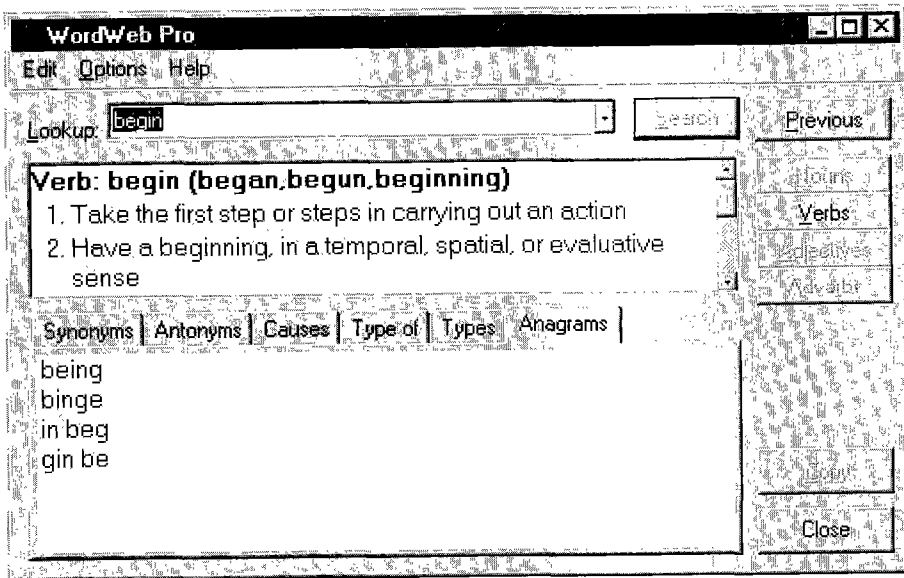 WordWeb Pro
Edit Options Help
Lookup: begin Search Previous
Verb: begin (began,begun,beginning)
1. Take the first step or steps in carrying out an action
2. Have a beginning, in a temporal, spatial, or evaluative
sense
Nouns
Verbs
Adjectives
Adverbs
Synonyms Antonyms Causes Type of Types Anagrams
being
binge
in beg
gin be
Copy
Close